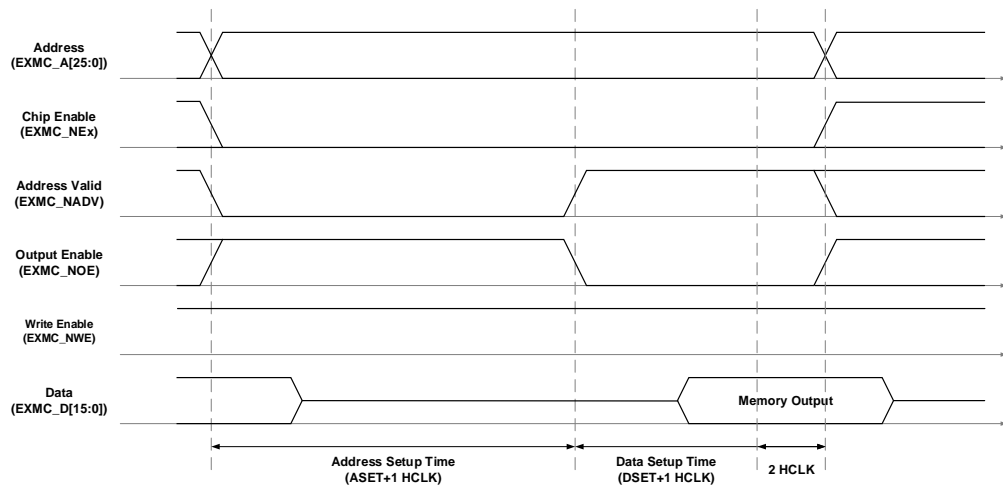 Address
(EXMC_A[25:0])
Chip Enable
(EXMC_NEx)
Address Valid
(EXMC_NADV)
Output Enable
(EXMC_NOE)
Write Enable
(EXMC_NWE)
Data
(EXMC_D[15:0])
Memory Output
Address Setup Time
(ASET+1 HCLK)
Data Setup Time
(DSET+1 HCLK)
2 HCLK